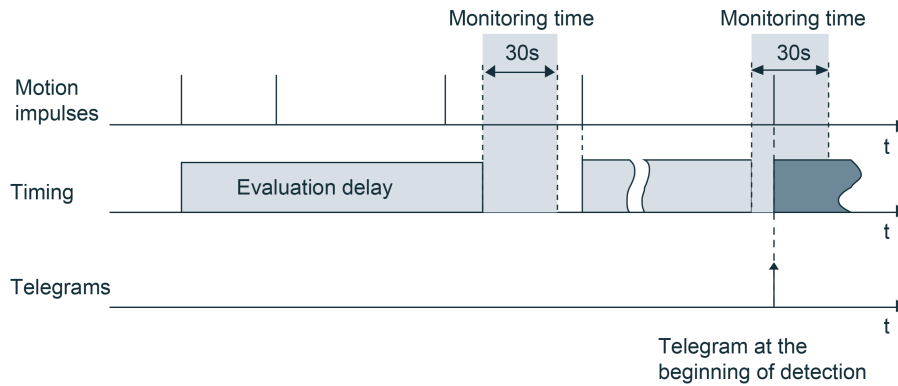 Monitoring time
Monitoring time
30s
30s
Motion
impulses
t
Timing
Evaluation delay
t
Telegrams
t
Telegram at the
beginning of detection